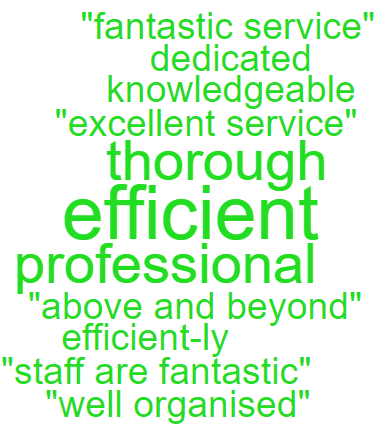 "fantastic service"
dedicated
knowledgeable
"excellent service"
thorough
efficient
professional
"above and beyond"
efficient-ly
"staff are fantastic"
"well organised"